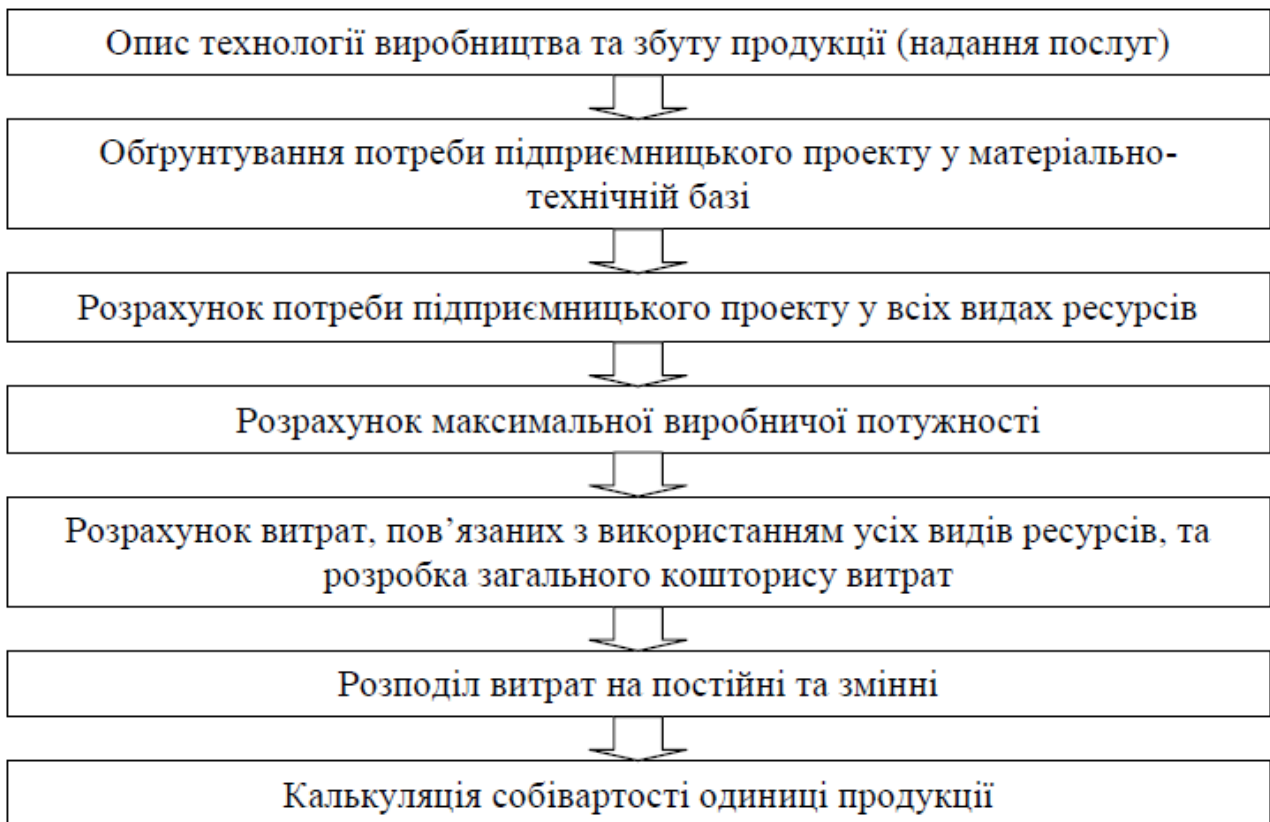 Опис технології виробництва та збуту продукції (надання послуг)
Обґрунтування потреби підприємницького проекту у матеріально-
технічній базі
Розрахунок потреби підприємницького проекту у всіх видах ресурсів
Розрахунок максимальної виробничої потужності
Розрахунок витрат, пов’язаних з використанням усіх видів ресурсів, та
розробка загального кошторису витрат
Розподіл витрат на постійні та змінні
Калькуляція собівартості одиниці продукції